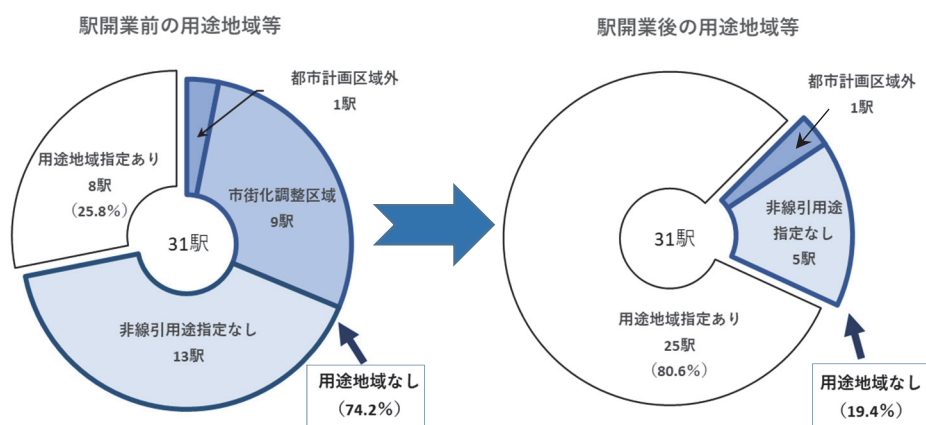 駅開業前の用途地域等
都市計画区域外
1駅
用途地域指定あり
8駅
（25.8%）
市街化調整区域
9駅
31駅
非線引用途指定なし
13駅
用途地域なし
（74.2%）
駅開業後の用途地域等
都市計画区域外
1駅
非線引用途
指定なし
5駅
31駅
用途地域指定あり
25駅
（80.6%）
用途地域なし
（19.4%）